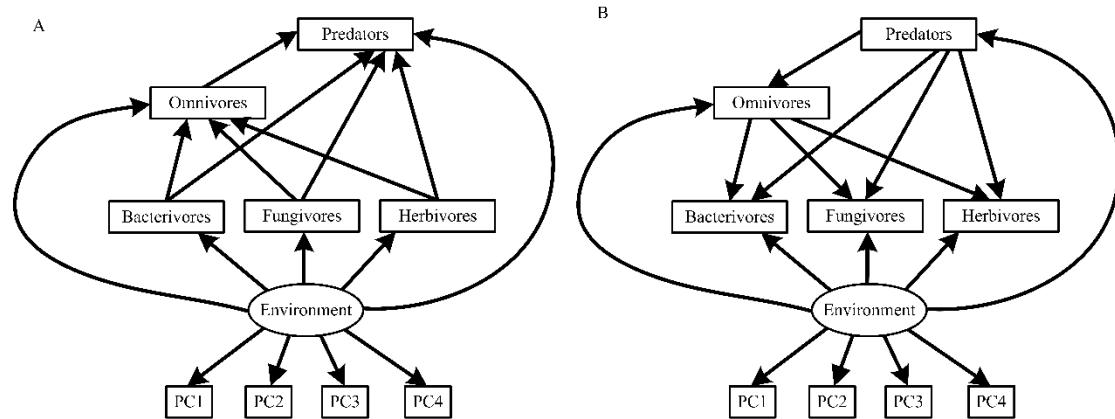 A
Predators
Omnivores
Bacterivores
Fungivores
Herbivores
Environment
PC1
PC2
PC3
PC4
B
Predators
Omnivores
Bacterivores
Fungivores
Herbivores
Environment
PC1
PC2
PC3
PC4